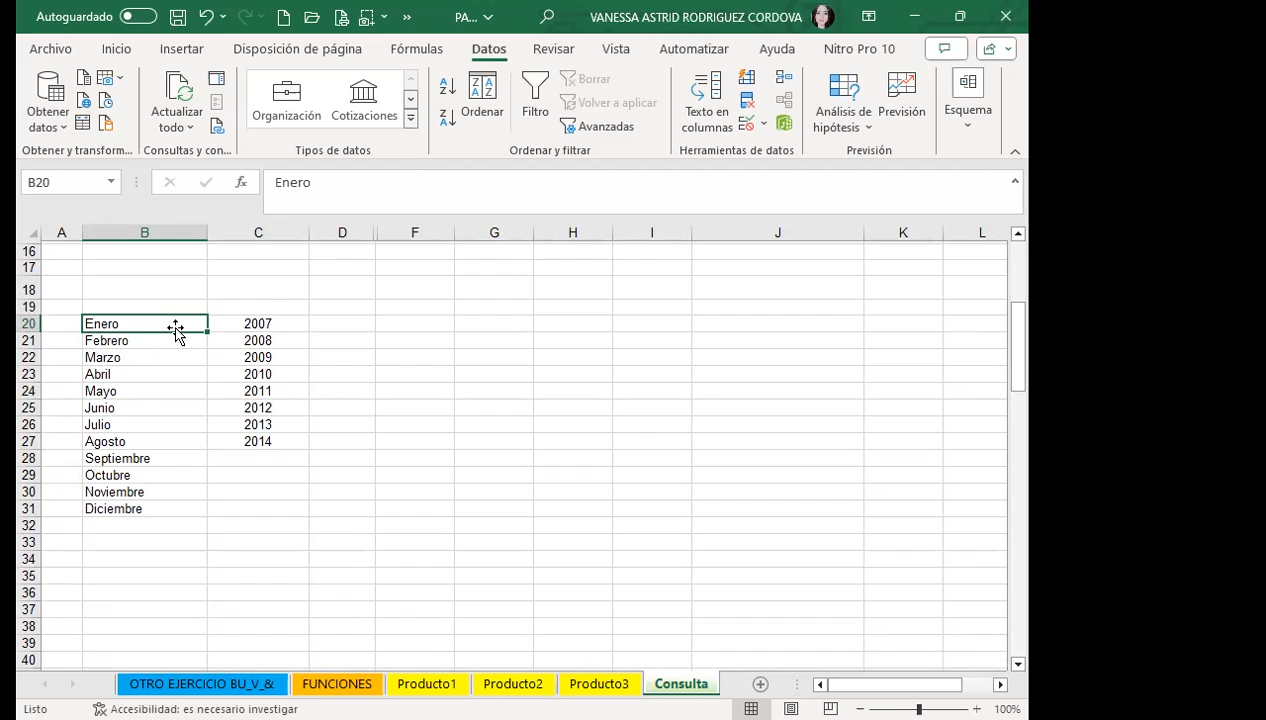 Autoguardado PA... VANESSA ASTRID RODRIGUEZ CORDOVA
Archivo Inicio Insertar Disposición de página Fórmulas Datos Revisar Vista Automatizar Ayuda Nitro Pro 10
Obtener datos
Actualizar todo
Organización Cotizaciones
Ordenar
Filtro
Borrar
Volver a aplicar
Avanzadas
Texto en columnas
Análisis de hipótesis
Previsión
Esquema
Obtener y transform... Consultas y con... Tipos de datos Ordenar y filtrar Herramientas de datos Previsión
B20 fx Enero
A B C D F G H J K L
16
17
18
19
20 Enero 2007
21 Febrero 2008
22 Marzo 2009
23 Abril 2010
24 Mayo 2011
25 Junio 2012
26 Julio 2013
27 Agosto 2014
28 Septiembre
29 Octubre
30 Noviembre
31 Diciembre
32
33
34
35
36
37
38
39
40
OTRO EJERCICIO BU_V_& FUNCIONES Producto1 Producto2 Producto3 Consulta
Listo Accesibilidad: es necesario investigar 100%